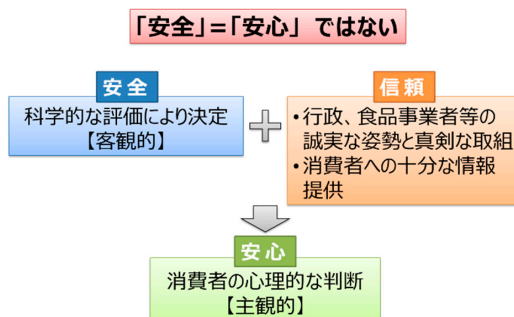 「安全」=「安心」ではない
安全
科学的な評価により決定
【客観的】
信頼
・行政、食品事業者等の
誠実な姿勢と真剣な取組
・消費者への十分な情報
提供
安心
消費者の心理的な判断
【主観的】